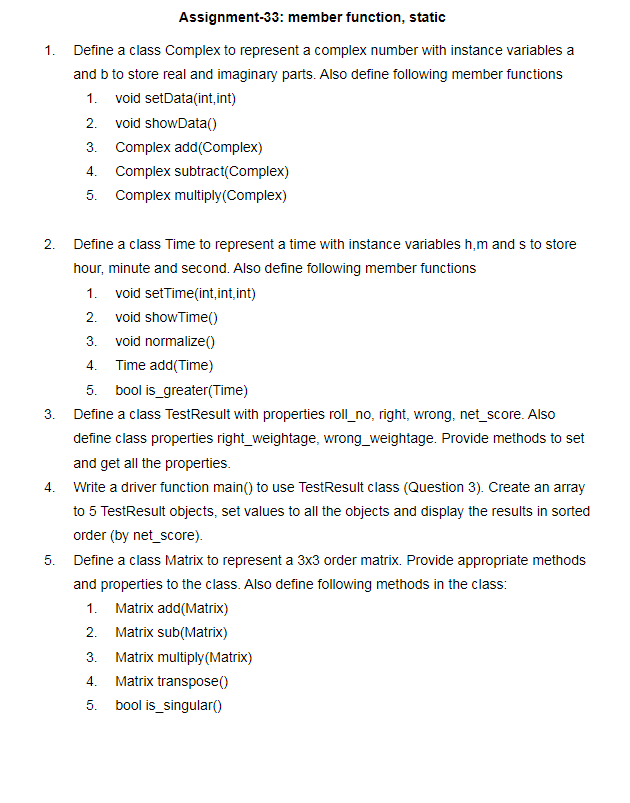 Assignment-33: member function, static
1. Define a class Complex to represent a complex number with instance variables a
and b to store real and imaginary parts. Also define following member functions
1. void setData(int,int)
2. void showData()
3. Complex add(Complex)
4. Complex subtract(Complex)
5. Complex multiply(Complex)
2. Define a class Time to represent a time with instance variables h,m and s to store
hour, minute and second. Also define following member functions
1. void setTime(int,int,int)
2. void showTime()
3. void normalize()
4. Time add(Time)
5. bool is_greater(Time)
3. Define a class TestResult with properties roll_no, right, wrong, net_score. Also
define class properties right_weightage, wrong_weightage. Provide methods to set
and get all the properties.
4. Write a driver function main() to use TestResult class (Question 3). Create an array
to 5 TestResult objects, set values to all the objects and display the results in sorted
order (by net_score).
5. Define a class Matrix to represent a 3x3 order matrix. Provide appropriate methods
and properties to the class. Also define following methods in the class:
1. Matrix add(Matrix)
2. Matrix sub(Matrix)
3. Matrix multiply(Matrix)
4. Matrix transpose()
5. bool is_singular()